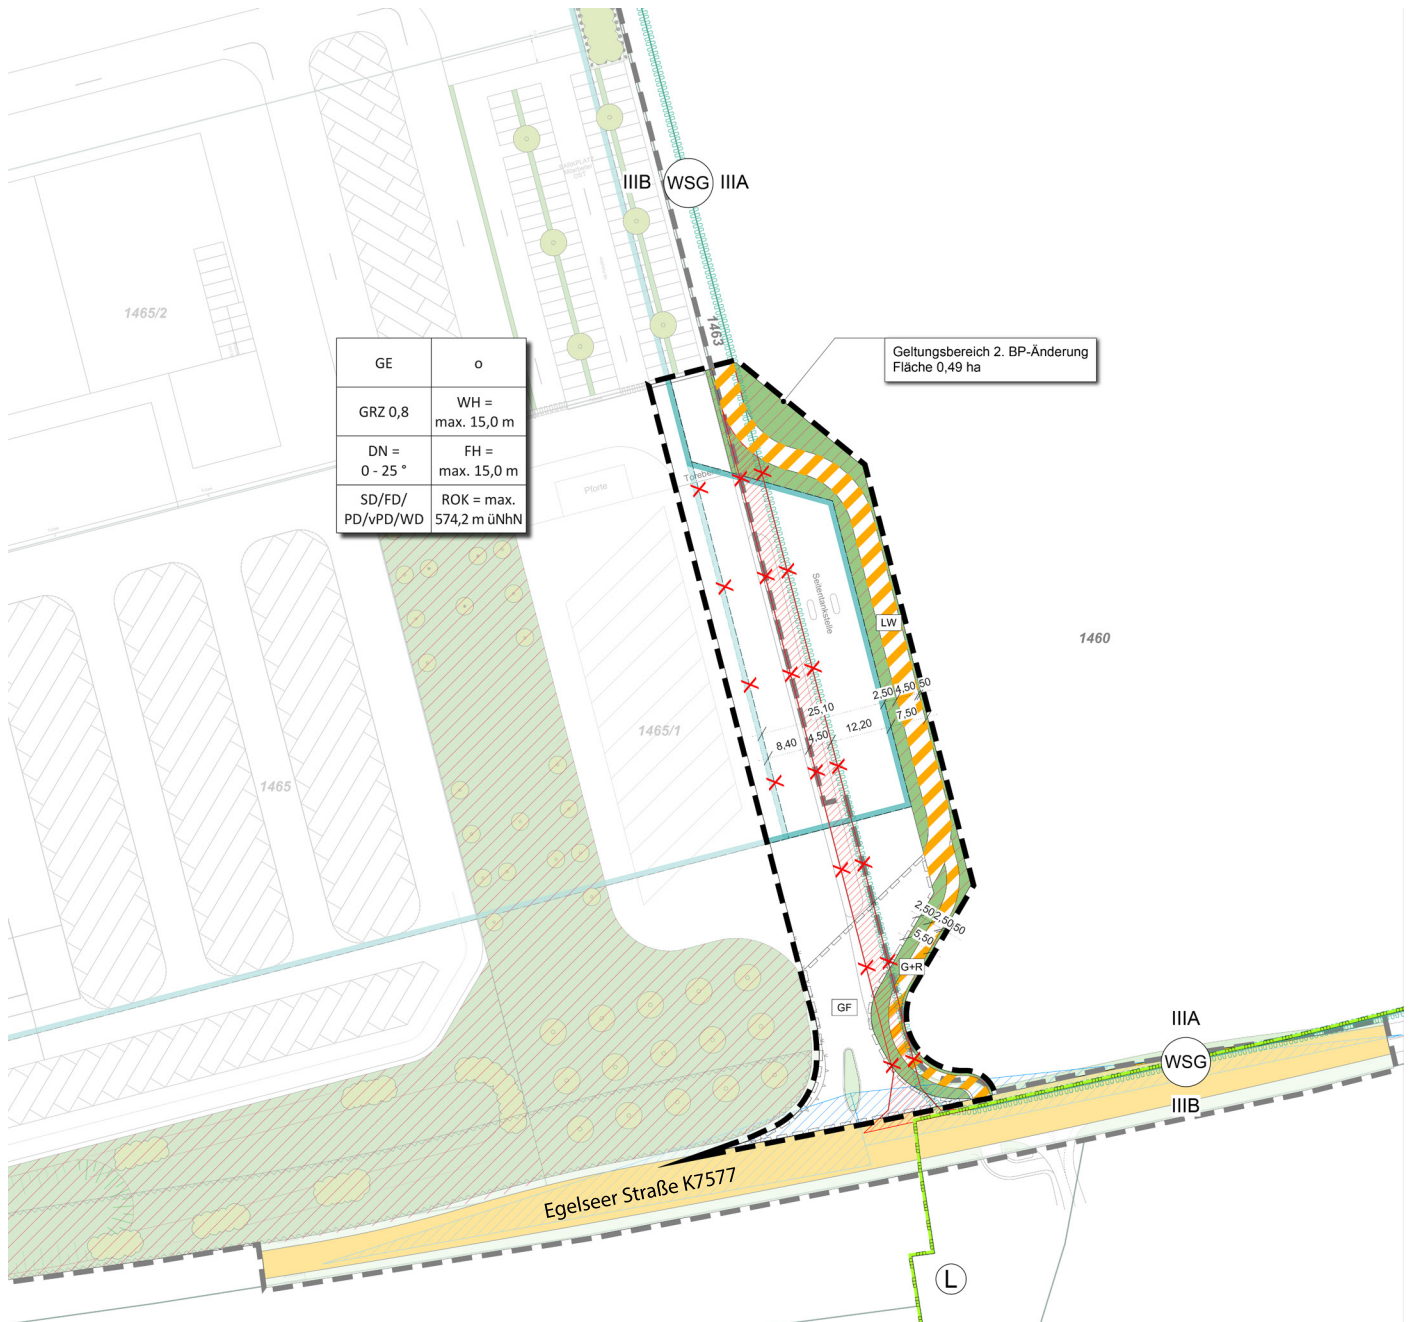 IIIB
WSG
IIIA
PARKPLATZ
1465/2
1463
Geltungsbereich 2. BP-Änderung
Fläche 0,49 ha
GE
o
GRZ 0,8
WH =
max. 15,0 m
DN =
0 - 25 °
FH =
max. 15,0 m
SD/FD/
PD/vPD/WD
ROK = max.
574,2 m üNhN
Pforte
Seitentankstelle
LW
1460
2,50
4,50
50
25,10
7,50
12,20
4,50
8,40
1465/1
1465
2,50
2,50
50
5,50
G+R
GF
IIIA
WSG
IIIB
Egelseer Straße K7577
L